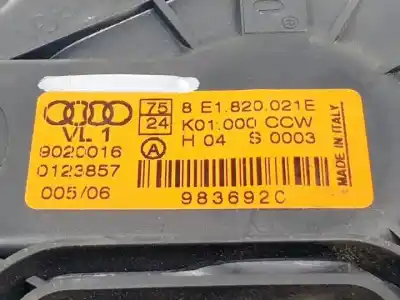 75 8 E1.820.021E
24 K01.000 CCW
VL 1
H 04 S 0003
A
9020016
0123857
005/06
983692C
MADE IN ITALY